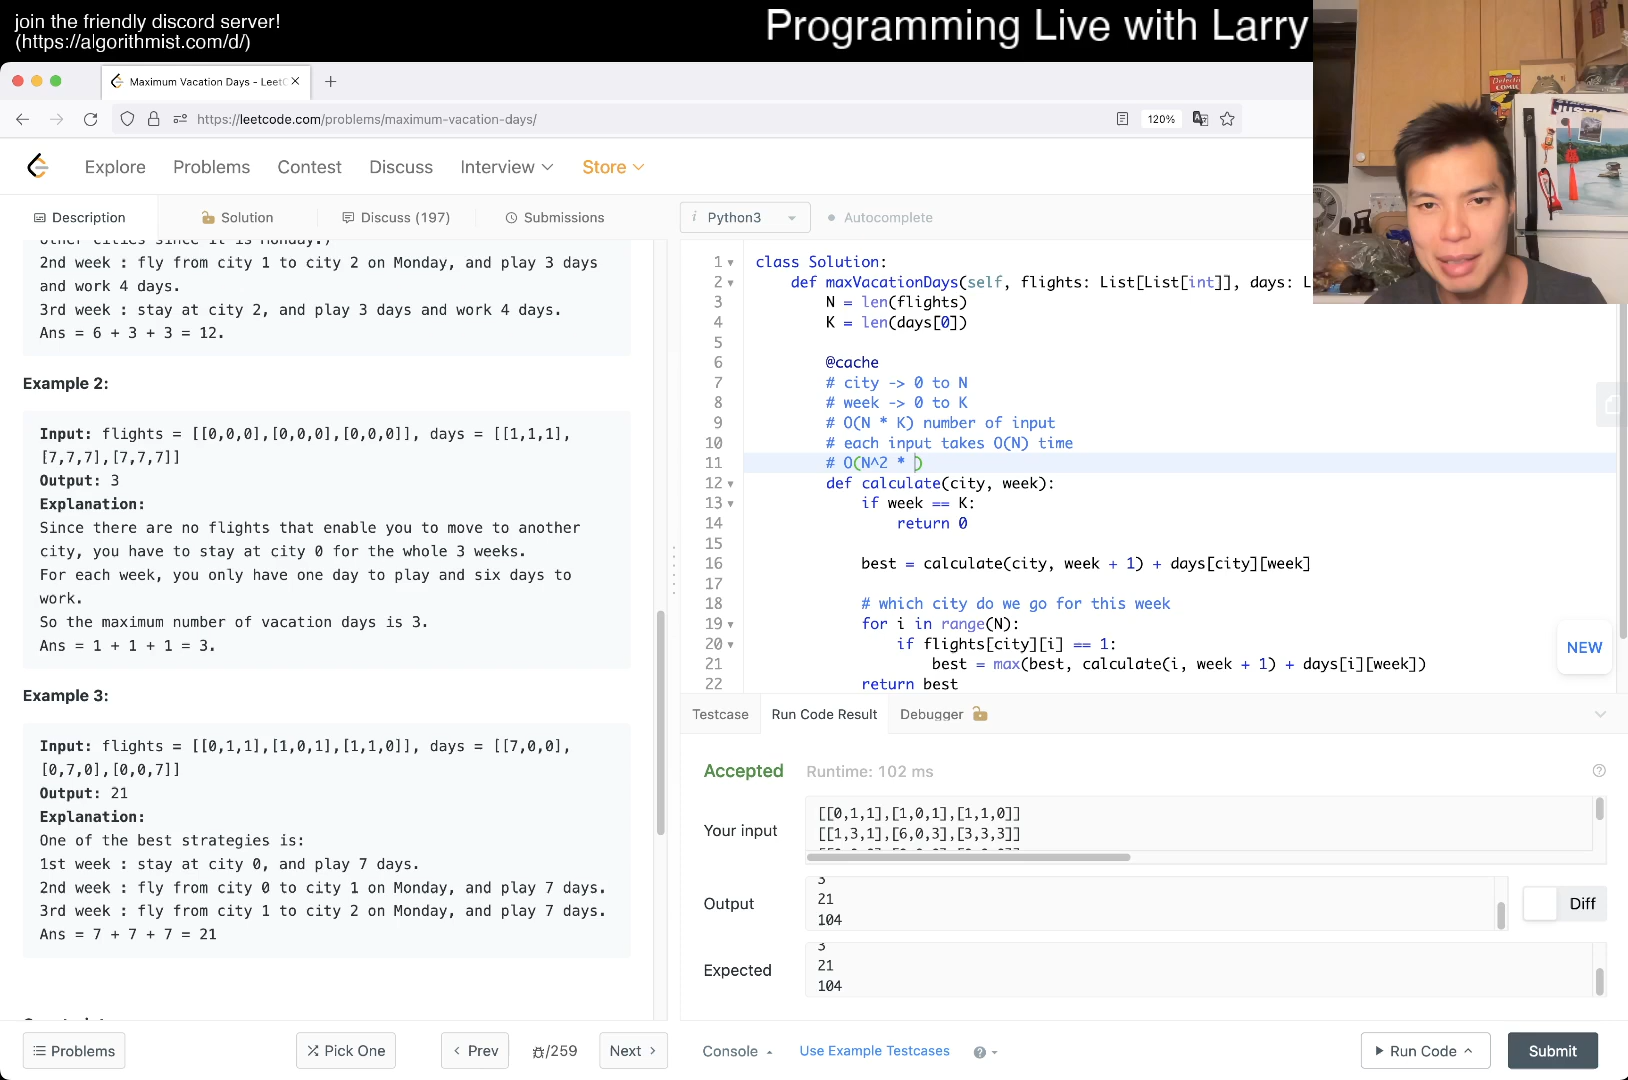 join the friendly discord server!
(https://algorithmist.com/d/)
Programming Live with Larry
Maximum Vacation Days - Leet
https://leetcode.com/problems/maximum-vacation-days/
120%
Explore
Problems
Contest
Discuss
Interview
Store
Description
Solution
Discuss (197)
Submissions
2nd week : fly from city 1 to city 2 on Monday, and play 3 days
and work 4 days.
3rd week : stay at city 2, and play 3 days and work 4 days.
Ans = 6 + 3 + 3 = 12.
Example 2:
Input: flights = [[0,0,0],[0,0,0],[0,0,0]], days = [[1,1,1],
[7,7,7],[7,7,7]]
Output: 3
Explanation:
Since there are no flights that enable you to move to another
city, you have to stay at city 0 for the whole 3 weeks.
For each week, you only have one day to play and six days to
work.
So the maximum number of vacation days is 3.
Ans = 1 + 1 + 1 = 3.
Example 3:
Input: flights = [[0,1,1],[1,0,1],[1,1,0]], days = [[7,0,0],
[0,7,0],[0,0,7]]
Output: 21
Explanation:
One of the best strategies is:
1st week : stay at city 0, and play 7 days.
2nd week : fly from city 0 to city 1 on Monday, and play 7 days.
3rd week : fly from city 1 to city 2 on Monday, and play 7 days.
Ans = 7 + 7 + 7 = 21
Problems
Pick One
Prev
/259
Next
i Python3
Autocomplete
1 class Solution:
2 def maxVacationDays(self, flights: List[List[int]], days: L
3 N = len(flights)
4 K = len(days[0])
5
6 @cache
7 # city -> 0 to N
8 # week -> 0 to K
9 # O(N * K) number of input
10 # each input takes O(N) time
11 # O(N^2 * )
12 def calculate(city, week):
13 if week == K:
14 return 0
15
16 best = calculate(city, week + 1) + days[city][week]
17
18 # which city do we go for this week
19 for i in range(N):
20 if flights[city][i] == 1:
21 best = max(best, calculate(i, week + 1) + days[i][week])
22 return best
NEW
Testcase
Run Code Result
Debugger
Accepted
Runtime: 102 ms
Your input
[[0,1,1],[1,0,1],[1,1,0]]
[[1,3,1],[6,0,3],[3,3,3]]
Output
3
21
104
Diff
Expected
3
21
104
Console
Use Example Testcases
Run Code
Submit